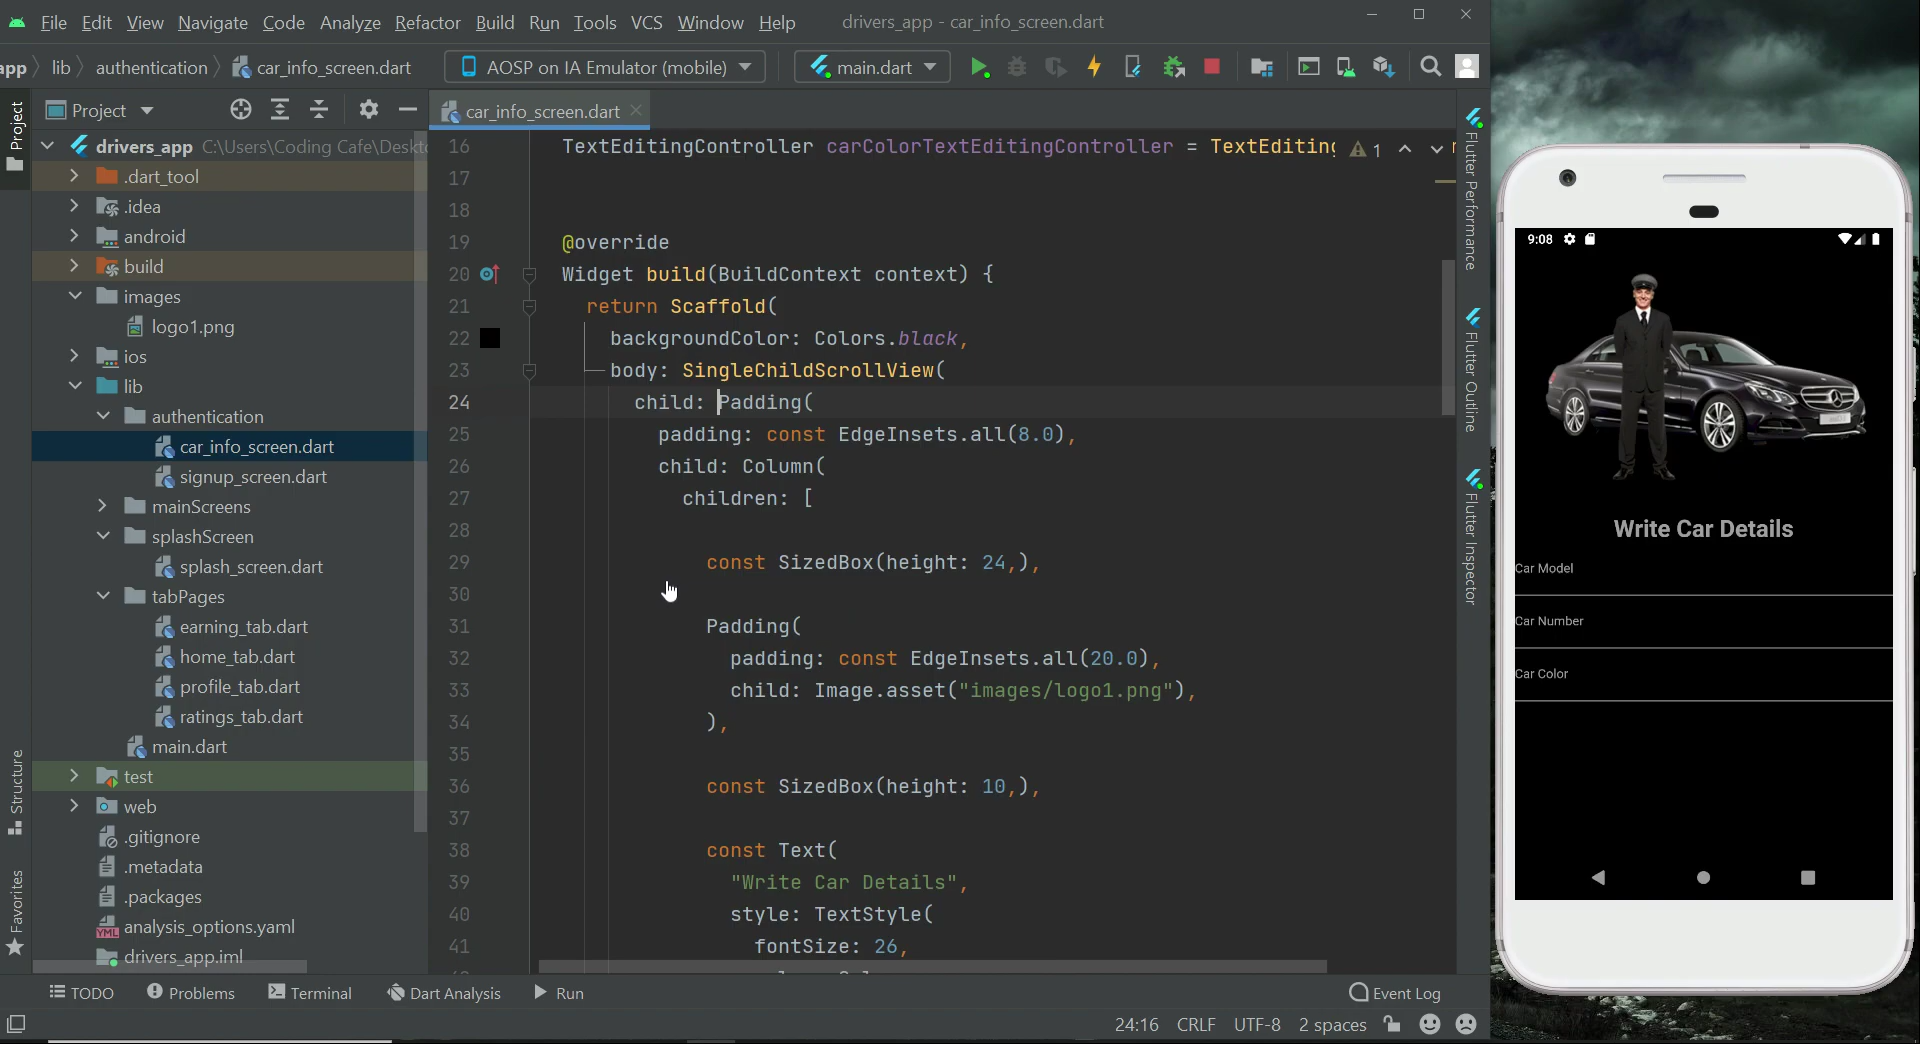 File Edit View Navigate Code Analyze Refactor Build Run Tools VCS Window Help drivers_app - car_info_screen.dart
app lib authentication car_info_screen.dart AOSP on IA Emulator (mobile) main.dart
Project
Project
car_info_screen.dart
drivers_app C:\Users\Coding Cafe\Deskt
.dart_tool
.idea
android
build
images
logo1.png
ios
lib
authentication
car_info_screen.dart
signup_screen.dart
mainScreens
splashScreen
splash_screen.dart
tabPages
earning_tab.dart
home_tab.dart
profile_tab.dart
ratings_tab.dart
main.dart
test
web
.gitignore
.metadata
.packages
analysis_options.yaml
drivers_app.iml
Structure
Favorites
16 TextEditingController carColorTextEditingController = TextEditing 1
17
18
19 @override
20 Widget build(BuildContext context) {
21 return Scaffold(
22 backgroundColor: Colors.black,
23 body: SingleChildScrollView(
24 child: Padding(
25 padding: const EdgeInsets.all(8.0),
26 child: Column(
27 children: [
28
29 const SizedBox(height: 24,),
30
31 Padding(
32 padding: const EdgeInsets.all(20.0),
33 child: Image.asset("images/logo1.png"),
34 ),
35
36 const SizedBox(height: 10,),
37
38 const Text(
39 "Write Car Details",
40 style: TextStyle(
41 fontSize: 26,
Flutter Performance
Flutter Outline
Flutter Inspector
9:08
Write Car Details
Car Model
Car Number
Car Color
TODO Problems Terminal Dart Analysis Run Event Log
24:16 CRLF UTF-8 2 spaces